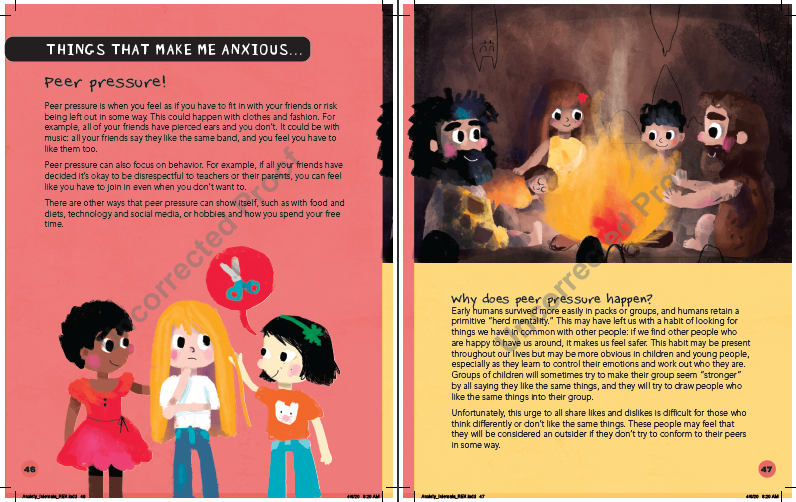 THINGS THAT MAKE ME ANXIOUS...
Peer pressure!
Peer pressure is when you feel as if you have to fit in with your friends or risk
being left out in some way. This could happen with clothes and fashion. For
example, all of your friends have pierced ears and you don't. It could be with
music: all your friends say they like the same band, and you feel you have to
like them too.
Peer pressure can also focus on behavior. For example, if all your friends have
decided it's okay to be disrespectful to teachers or their parents, you can feel
like you have to join in even when you don't want to.
There are other ways that peer pressure can show itself, such as with food and
diets, technology and social media, or hobbies and how you spend your free
time.
46
Why does peer pressure happen?
Early humans survived more easily in packs or groups, and humans retain a
primitive "herd mentality." This may have left us with a habit of looking for
things we have in common with other people: if we find other people who
are happy to have us around, it makes us feel safer. This habit may be present
throughout our lives but may be more obvious in children and young people,
especially as they learn to control their emotions and work out who they are.
Groups of children will sometimes try to make their group seem "stronger"
by all saying they like the same things, and they will try to draw people who
like the same things into their group.
Unfortunately, this urge to all share likes and dislikes is difficult for those who
think differently or don't like the same things. These people may feel that
they will be considered an outsider if they don't try to conform to their peers
in some way.
47